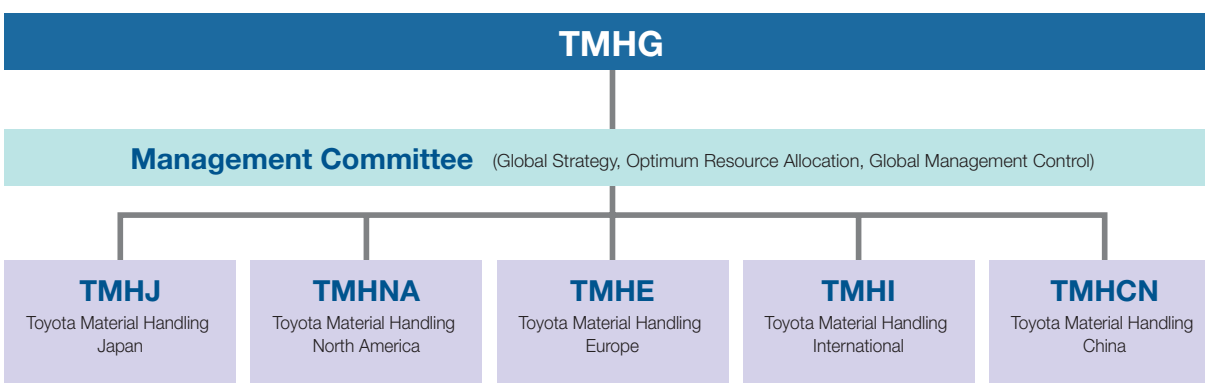 TMHG
Management Committee (Global Strategy, Optimum Resource Allocation, Global Management Control)
TMHJ
Toyota Material Handling
Japan
TMHNA
Toyota Material Handling
North America
TMHE
Toyota Material Handling
Europe
TMHI
Toyota Material Handling
International
TMHCN
Toyota Material Handling
China